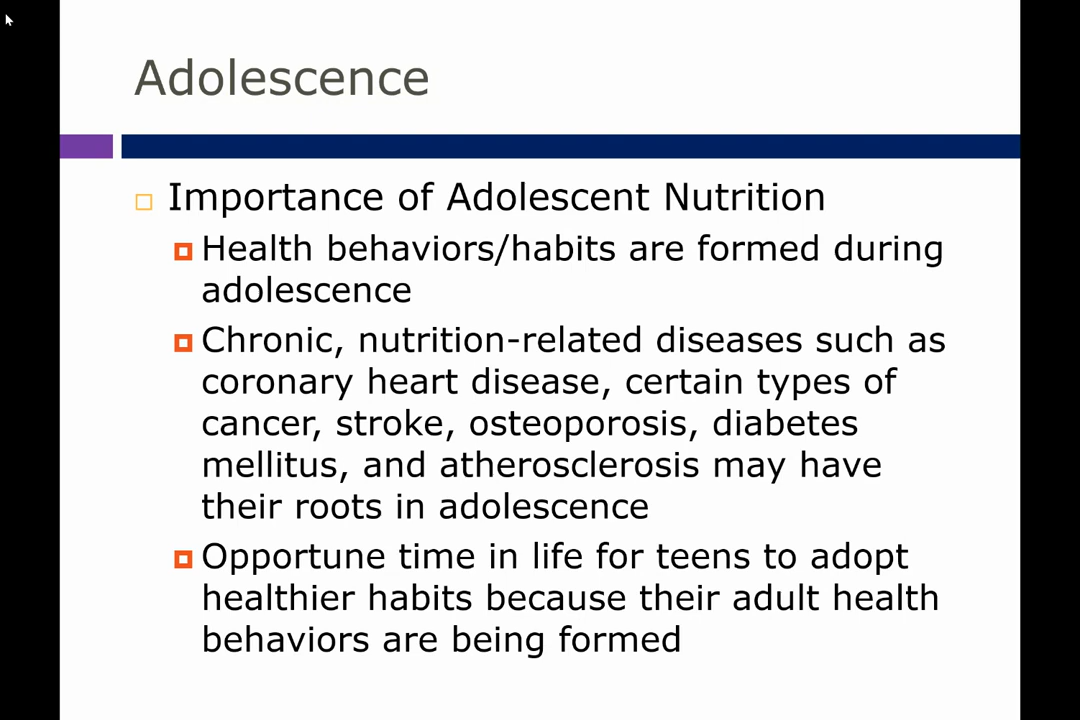 Adolescence
Importance of Adolescent Nutrition
Health behaviors/habits are formed during
adolescence
Chronic, nutrition-related diseases such as
coronary heart disease, certain types of
cancer, stroke, osteoporosis, diabetes
mellitus, and atherosclerosis may have
their roots in adolescence
Opportune time in life for teens to adopt
healthier habits because their adult health
behaviors are being formed